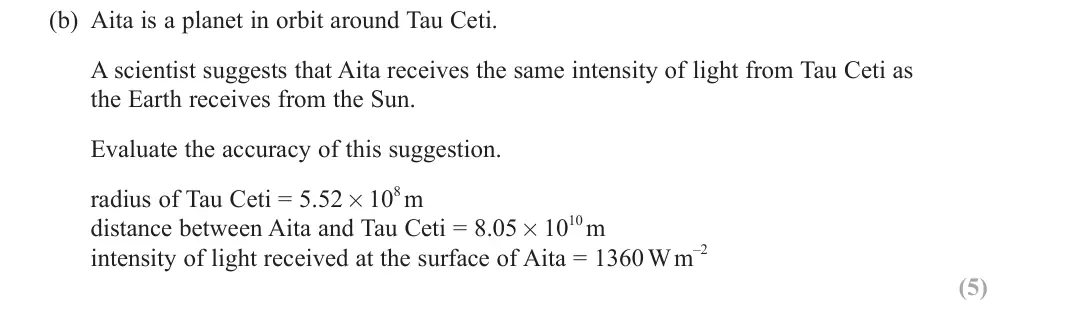 (b) Aita is a planet in orbit around Tau Ceti.
A scientist suggests that Aita receives the same intensity of light from Tau Ceti as
the Earth receives from the Sun.
Evaluate the accuracy of this suggestion.
radius of Tau Ceti = 5.52 × 10⁸ m
distance between Aita and Tau Ceti = 8.05 × 10¹⁰ m
intensity of light received at the surface of Aita = 1360 W m⁻²
(5)